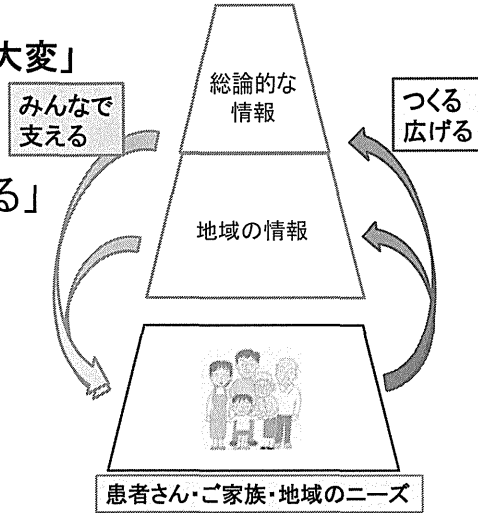 大変」
総論的な
情報
みんなで
支える
つくる
広げる
る」
地域の情報
患者さん・ご家族・地域のニーズ